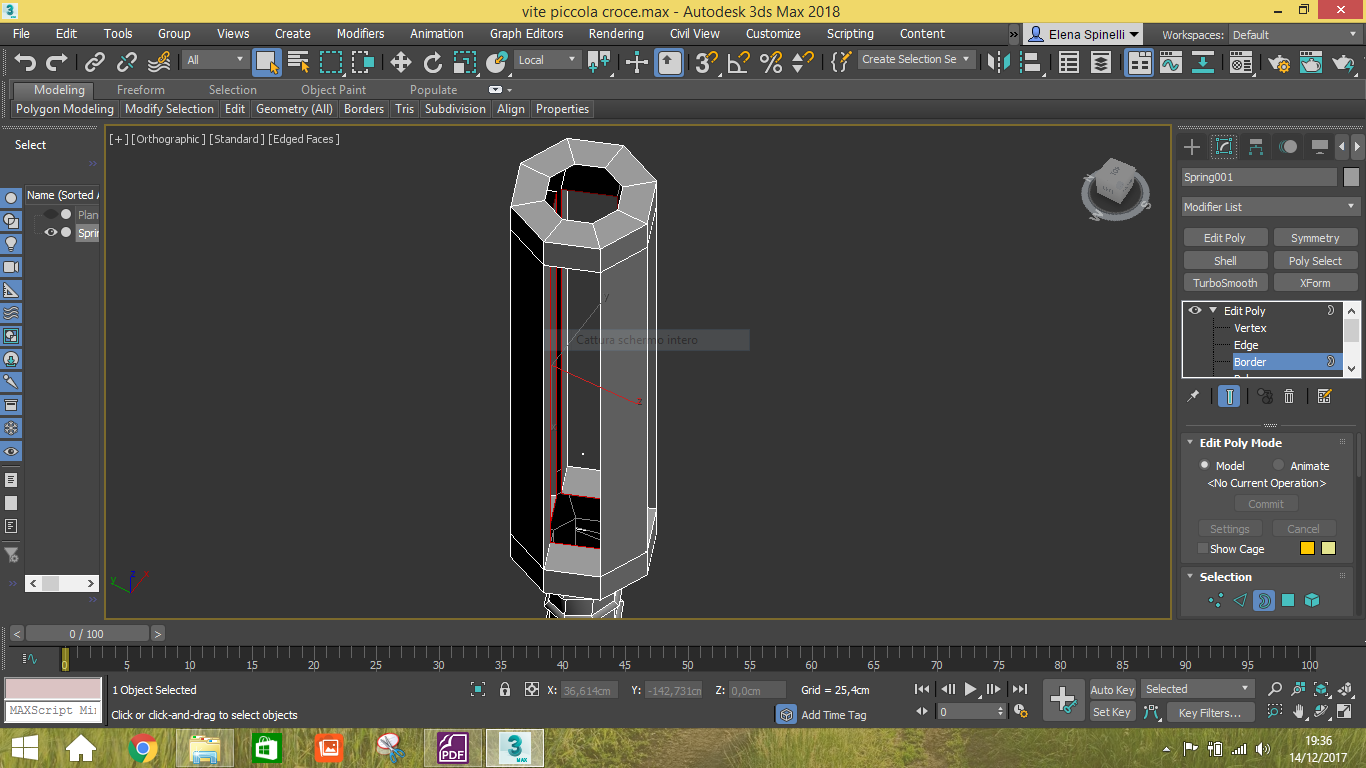 vite piccola croce.max - Autodesk 3ds Max 2018
File Edit Tools Group Views Create Modifiers Animation Graph Editors Rendering Civil View Customize Scripting Content » Elena Spinelli Workspaces: Default
All Local Create Selection Se
Modeling Freeform Selection Object Paint Populate
Polygon Modeling Modify Selection Edit Geometry (All) Borders Tris Subdivision Align Properties
Select
[+] [Orthographic ] [Standard ] [Edged Faces ]
Name (Sorted A
Plan
Sprin
Spring001
Modifier List
Edit Poly Symmetry
Shell Poly Select
TurboSmooth XForm
Edit Poly
Vertex
Edge
Border
Cattura schermo intero
y
z
x
Edit Poly Mode
Model Animate
<No Current Operation>
Commit
Settings Cancel
Show Cage
Selection
y z
0 / 100
0 5 10 15 20 25 30 35 40 45 50 55 60 65 70 75 80 85 90 95 100
1 Object Selected X: 36,614cm Y: -142,731cm Z: 0,0cm Grid = 25,4cm Auto Key Selected
MAXScript Min Click or click-and-drag to select objects Add Time Tag 0 Set Key Key Filters...
PDF
3
MAX
19:36
14/12/2017